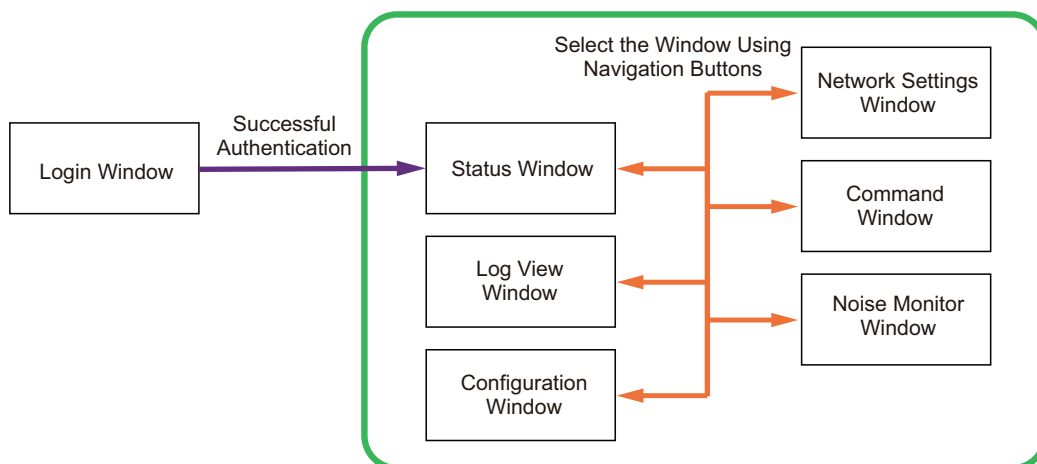 Select the Window Using
Navigation Buttons
Network Settings
Window
Successful
Authentication
Login Window
Status Window
Command
Window
Log View
Window
Noise Monitor
Window
Configuration
Window